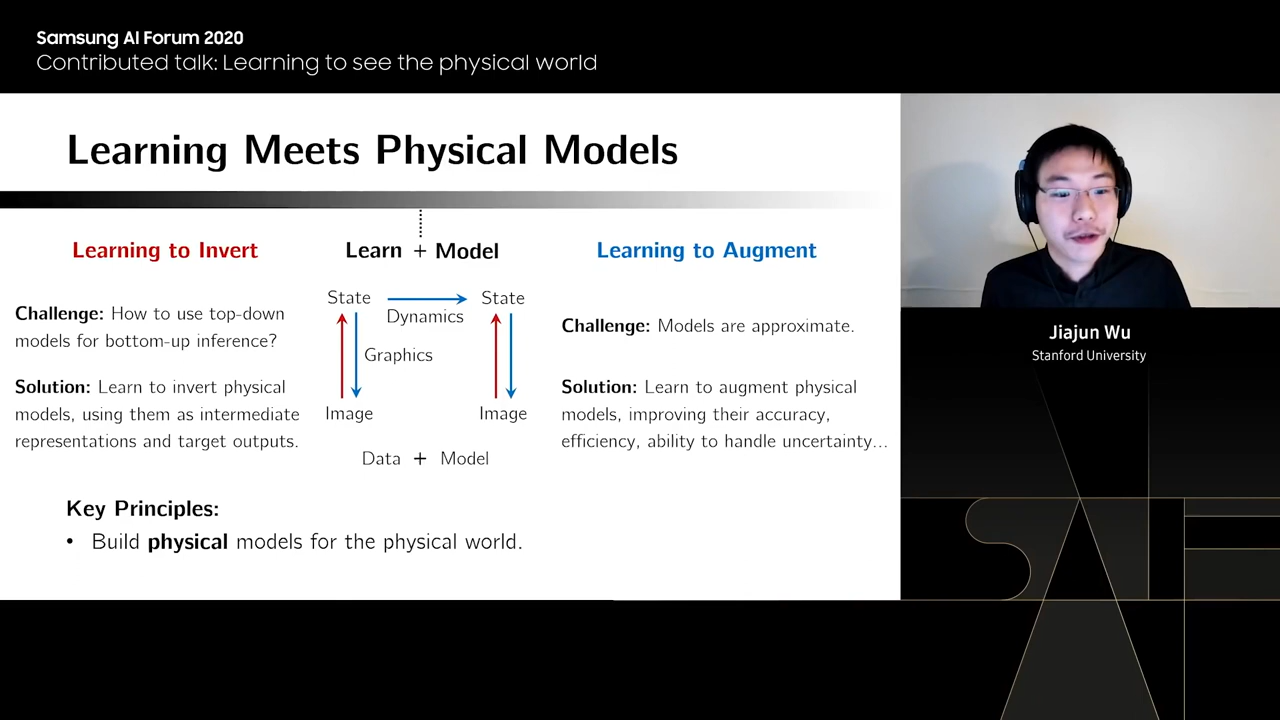 Samsung AI Forum 2020
Contributed talk: Learning to see the physical world
Learning Meets Physical Models
Learning to Invert
Challenge: How to use top-down
models for bottom-up inference?
Solution: Learn to invert physical
models, using them as intermediate
representations and target outputs.
Learn + Model
State
State
Dynamics
Graphics
Image
Image
Data + Model
Learning to Augment
Challenge: Models are approximate.
Solution: Learn to augment physical
models, improving their accuracy,
efficiency, ability to handle uncertainty...
Key Principles:
• Build physical models for the physical world.
Jiajun Wu
Stanford University